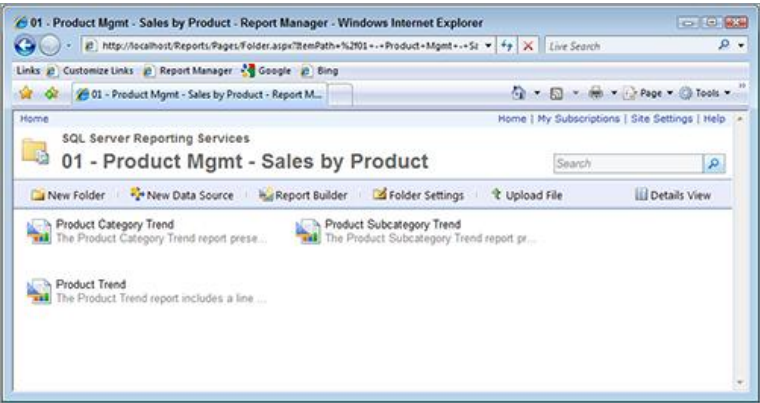 01 - Product Mgmt - Sales by Product - Report Manager - Windows Internet Explorer
http://localhost/Reports/Pages/Folder.aspx?ItemPath=%2f01+-+Product+Mgmt+-+Sa
Live Search
Links Customize Links Report Manager Google Bing
01 - Product Mgmt - Sales by Product - Report M...
Page Tools
Home
Home | My Subscriptions | Site Settings | Help
SQL Server Reporting Services
01 - Product Mgmt - Sales by Product
Search
New Folder New Data Source Report Builder Folder Settings Upload File Details View
Product Category Trend
The Product Category Trend report prese...
Product Subcategory Trend
The Product Subcategory Trend report pr...
Product Trend
The Product Trend report includes a line ...